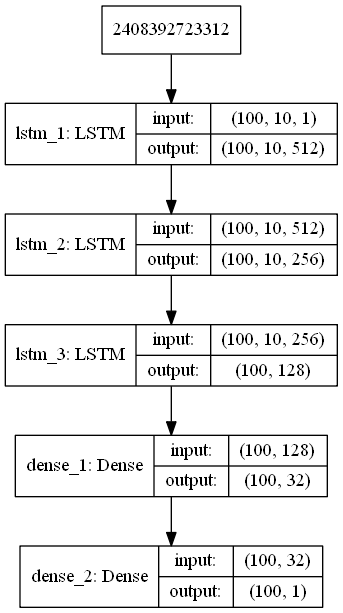 2408392723312
lstm_1: LSTM
input: (100, 10, 1)
output: (100, 10, 512)
lstm_2: LSTM
input: (100, 10, 512)
output: (100, 10, 256)
lstm_3: LSTM
input: (100, 10, 256)
output: (100, 128)
dense_1: Dense
input: (100, 128)
output: (100, 32)
dense_2: Dense
input: (100, 32)
output: (100, 1)